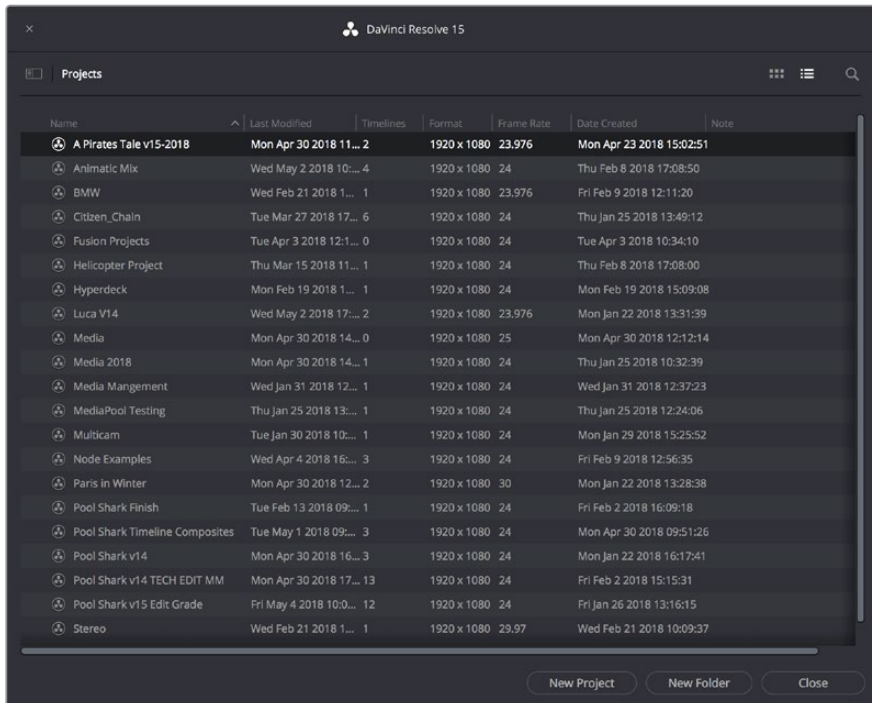 DaVinci Resolve 15
Projects
Name Last Modified Timelines Format Frame Rate Date Created Note
A Pirates Tale v15-2018 Mon Apr 30 2018 11... 2 1920 x 1080 23.976 Mon Apr 23 2018 15:02:51
Animatic Mix Wed May 2 2018 10:... 4 1920 x 1080 24 Thu Feb 8 2018 17:08:50
BMW Wed Feb 21 2018 1... 1 1920 x 1080 23.976 Fri Feb 9 2018 12:11:20
Citizen_Chain Tue Mar 27 2018 17... 6 1920 x 1080 24 Thu Jan 25 2018 13:49:12
Fusion Projects Tue Apr 3 2018 12:1... 0 1920 x 1080 24 Tue Apr 3 2018 10:34:10
Helicopter Project Thu Mar 15 2018 11... 1 1920 x 1080 24 Thu Feb 8 2018 17:08:00
Hyperdeck Mon Feb 19 2018 1... 1 1920 x 1080 24 Mon Feb 19 2018 15:09:08
Luca V14 Wed May 2 2018 17:... 2 1920 x 1080 23.976 Mon Jan 22 2018 13:31:39
Media Mon Apr 30 2018 14... 0 1920 x 1080 25 Mon Apr 30 2018 12:12:14
Media 2018 Mon Apr 30 2018 14... 1 1920 x 1080 24 Thu Jan 25 2018 10:32:39
Media Mangement Wed Jan 31 2018 12... 1 1920 x 1080 24 Wed Jan 31 2018 12:37:23
MediaPool Testing Thu Jan 25 2018 13:... 1 1920 x 1080 24 Thu Jan 25 2018 12:24:06
Multicam Tue Jan 30 2018 10:... 1 1920 x 1080 24 Mon Jan 29 2018 15:25:52
Node Examples Wed Apr 4 2018 16:... 3 1920 x 1080 24 Fri Feb 9 2018 12:56:35
Paris in Winter Mon Apr 30 2018 12... 2 1920 x 1080 30 Mon Jan 22 2018 13:28:38
Pool Shark Finish Tue Feb 13 2018 09:... 1 1920 x 1080 24 Fri Feb 2 2018 16:09:18
Pool Shark Timeline Composites Tue May 1 2018 09:... 3 1920 x 1080 24 Mon Apr 30 2018 09:51:26
Pool Shark v14 Mon Apr 30 2018 16... 3 1920 x 1080 24 Mon Jan 22 2018 16:17:41
Pool Shark v14 TECH EDIT MM Mon Apr 30 2018 17... 13 1920 x 1080 24 Fri Feb 2 2018 15:15:31
Pool Shark v15 Edit Grade Fri May 4 2018 10:0... 12 1920 x 1080 24 Fri Jan 26 2018 13:16:15
Stereo Wed Feb 21 2018 1... 1 1920 x 1080 29.97 Wed Feb 21 2018 10:09:37
New Project New Folder Close